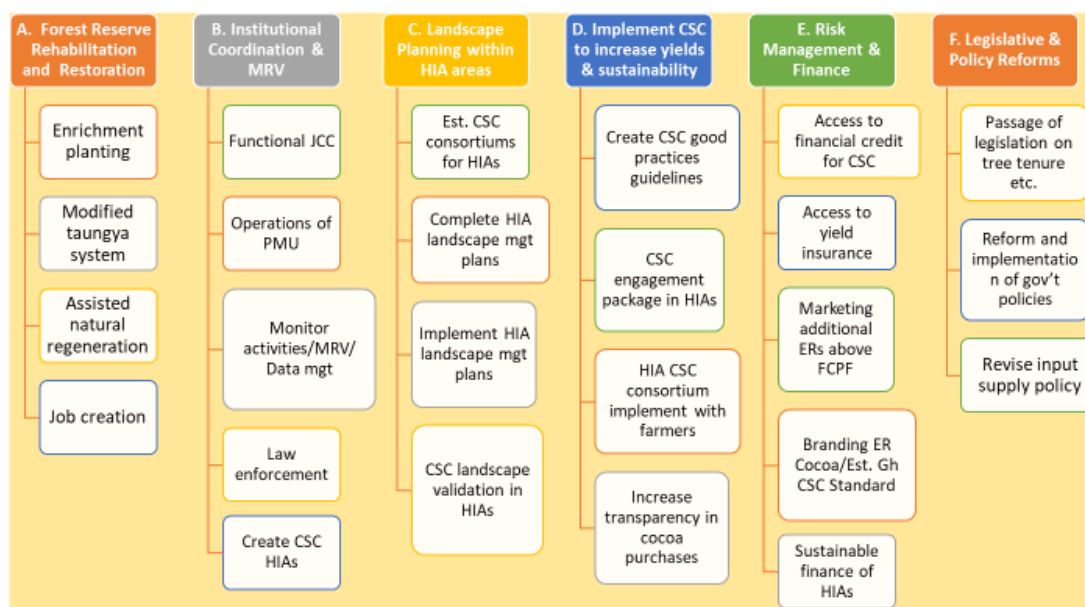 A. Forest Reserve
Rehabilitation
and Restoration
Enrichment
planting
Modified
taungya
system
Assisted
natural
regeneration
Job creation
B. Institutional
Coordination &
MRV
Functional JCC
Operations of
PMU
Monitor
activities/MRV/
Data mgt
Law
enforcement
Create CSC
HIAs
C. Landscape
Planning within
HIA areas
Est. CSC
consortiums
for HIAs
Complete HIA
landscape mgt
plans
Implement HIA
landscape mgt
plans
CSC landscape
validation in
HIAs
D. Implement CSC
to increase yields
& sustainability
Create CSC good
practices
guidelines
CSC
engagement
package in HIAs
HIA CSC
consortium
implement with
farmers
Increase
transparency in
cocoa
purchases
E. Risk
Management &
Finance
Access to
financial credit
for CSC
Access to
yield
insurance
Marketing
additional
ERs above
FCPF
Branding ER
Cocoa/Est. Gh
CSC Standard
Sustainable
finance of
HIAs
F. Legislative &
Policy Reforms
Passage of
legislation on
tree tenure
etc.
Reform and
implementatio
n of gov't
policies
Revise input
supply policy